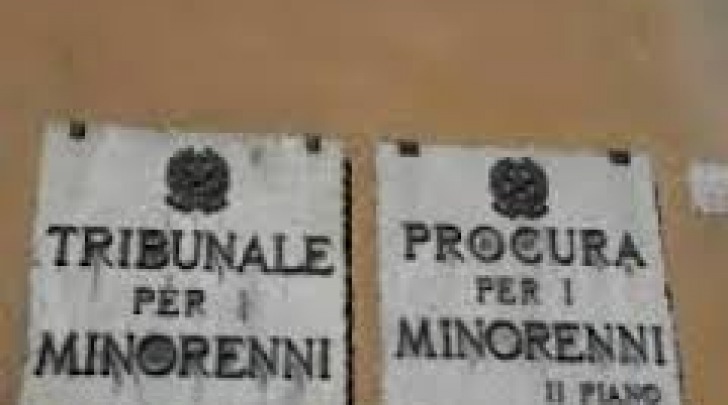 TRIBUNALE
PER I
MINORENNI
PROCURA
PER I
MINORENNI
II PIANO